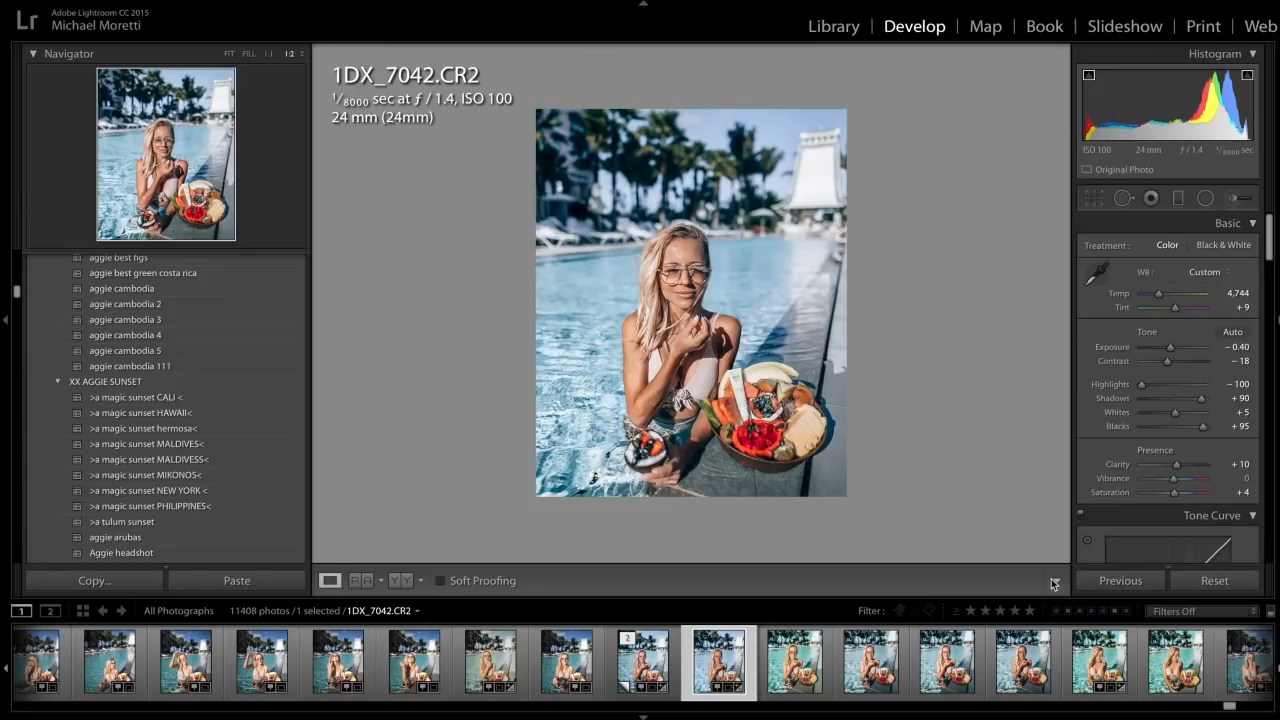 Lr
Adobe Lightroom CC 2015
Michael Moretti
Library | Develop | Map | Book | Slideshow | Print | Web
Navigator FIT FILL 1:1 1:2
aggie best figs
aggie best green costa rica
aggie cambodia
aggie cambodia 2
aggie cambodia 3
aggie cambodia 4
aggie cambodia 5
aggie cambodia 111
XX AGGIE SUNSET
>a magic sunset CALI <
>a magic sunset HAWAII<
>a magic sunset hermosa<
>a magic sunset MALDIVES<
>a magic sunset MALDIVESS<
>a magic sunset MIKONOS<
>a magic sunset NEW YORK <
>a magic sunset PHILIPPINES<
>a tulum sunset
aggie arubas
Aggie headshot
Copy... Paste
1DX_7042.CR2
1/8000 sec at ƒ / 1.4, ISO 100
24 mm (24mm)
Soft Proofing
Histogram
ISO 100 24 mm ƒ / 1.4 1/8000 sec
Original Photo
Basic
Treatment : Color Black & White
WB : Custom
Temp 4,744
Tint + 9
Tone Auto
Exposure − 0.40
Contrast − 18
Highlights − 100
Shadows + 90
Whites + 5
Blacks + 95
Presence
Clarity + 10
Vibrance 0
Saturation + 4
Tone Curve
Previous Reset
1 2 All Photographs 11408 photos / 1 selected / 1DX_7042.CR2 Filter : ≥ ★★★★★ Filters Off
2